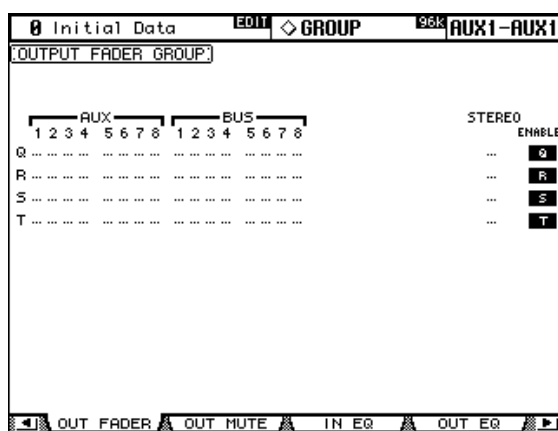 0 Initial Data EDIT ◇ GROUP 96k AUX1-AUX1
OUTPUT FADER GROUP
AUX BUS STEREO
1 2 3 4 5 6 7 8 1 2 3 4 5 6 7 8 ENABLE
Q Q
R R
S S
T T
OUT FADER OUT MUTE IN EQ OUT EQ